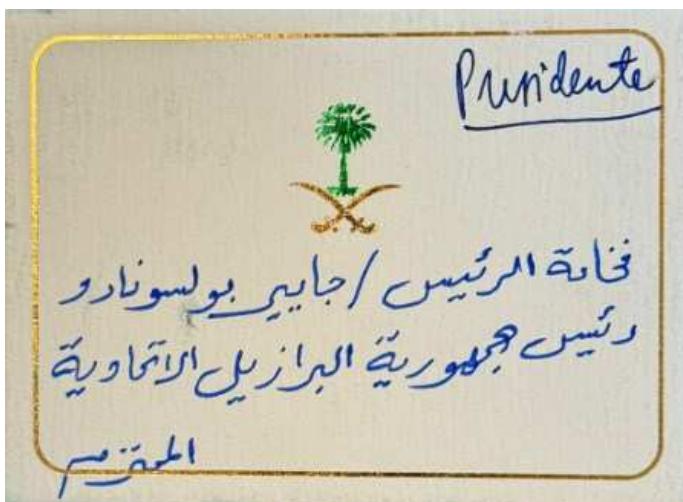 Presidente
فخامة الرئيس / جايير بولسونارو
رئيس جمهورية البرازيل الاتحادية
المحترم